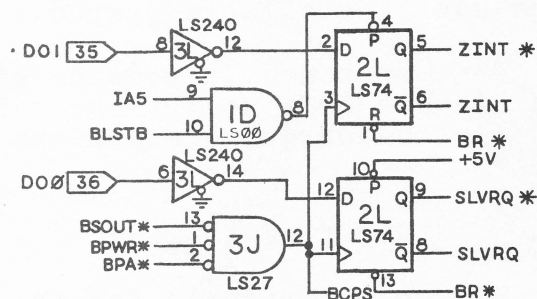 LS240
DO1 35 8 3L 12 2 D P 4 Q 5 ZINT *
2L
LS74
IA5 9 1D 8 3 Q 6 ZINT
BLSTB 10 LS00 R
1 BR *
LS240 10 +5V
DO0 36 6 3L 14 12 D P Q 9 SLVRQ *
2L
BSOUT* 13 LS74
BPWR* 1 3J 12 11 Q 8 SLVRQ
BPA* 2
LS27 13
BCPS BR *